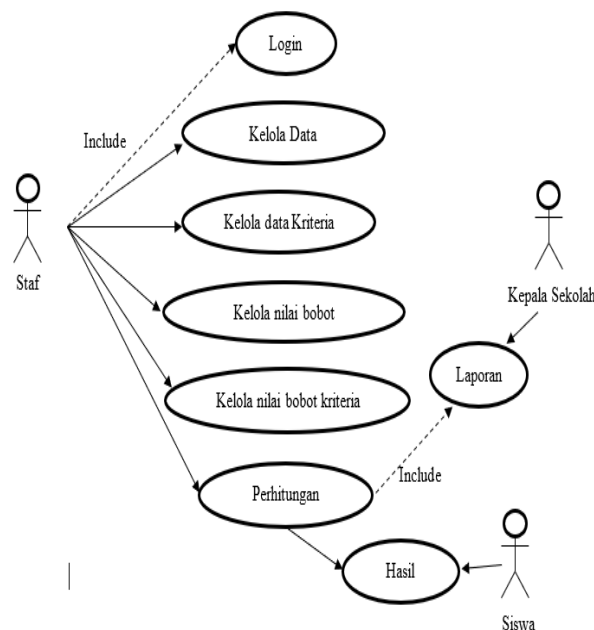 Login
Include
Kelola Data
Kelola data Kriteria
Staf
Kepala Sekolah
Kelola nilai bobot
Laporan
Kelola nilai bobot kriteria
Include
Perhitungan
Hasil
Siswa